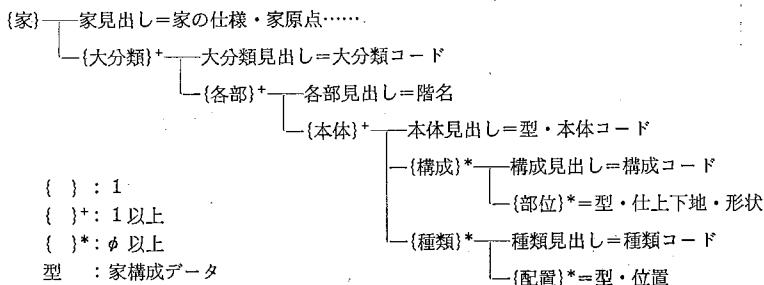 {家}──家見出し=家の仕様・家原点……
{大分類}⁺──大分類見出し=大分類コード
{各部}⁺──各部見出し=階名
{本体}⁺──本体見出し=型・本体コード
{構成}*──構成見出し=構成コード
{ }:1
{部位}*=型・仕上下地・形状
{ }⁺:1以上
{ }*:φ以上
{種類}*──種類見出し=種類コード
型 :家構成データ
{配置}*=型・位置